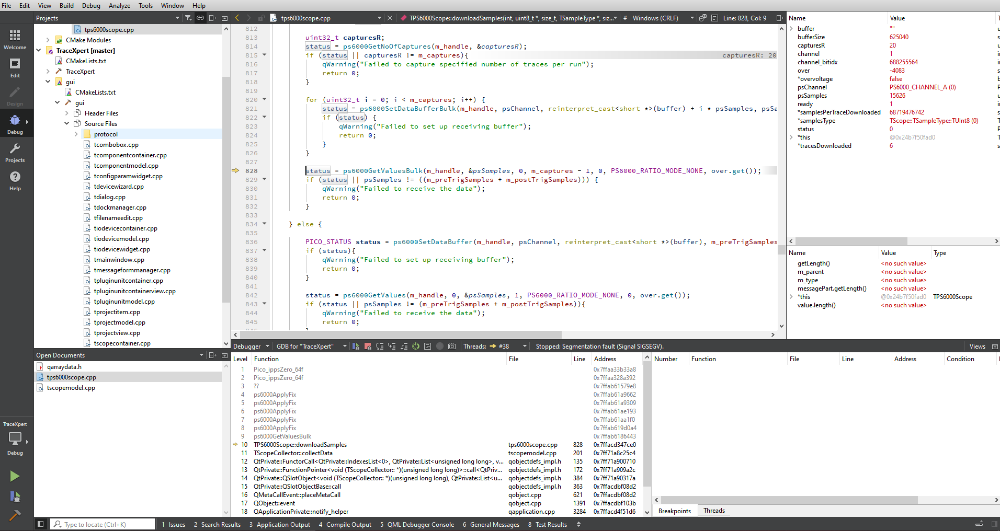 File Edit View Build Debug Analyze Tools Window Help
Projects
tps6000scope.cpp
CMake Modules
TraceXpert [master]
CMakeLists.txt
TraceXpert
gui
CMakeLists.txt
gui
Header Files
Source Files
protocol
tcombobox.cpp
tcomponentcontainer.cpp
tcomponentmodel.cpp
tconfigparamwidget.cpp
tdevicewizard.cpp
tdialog.cpp
tdockmanager.cpp
tfilenameedit.cpp
tiodevicecontainer.cpp
tiodevicemodel.cpp
tiodevicewidget.cpp
tmainwindow.cpp
tmessageformmanager.cpp
tpluginunitcontainer.cpp
tpluginunitcontainerview.cpp
tpluginunitmodel.cpp
tprojectitem.cpp
tprojectmodel.cpp
tprojectview.cpp
tscopecontainer.cpp
Welcome
Edit
Design
Debug
Projects
Help
TraceXpert
Debug
Open Documents
qarraydata.h
tps6000scope.cpp
tscopemodel.cpp
tps6000scope.cpp TPS6000Scope::downloadSamples(int, uint8_t *, size_t, TSampleType *, siz... # Windows (CRLF) Line: 828, Col: 9
812
813 uint32_t capturesR;
814 status = ps6000GetNoOfCaptures(m_handle, &capturesR);
815 if (status || capturesR != m_captures){ capturesR: 20
816 qWarning("Failed to capture specified number of traces per run");
817 return 0;
818 }
819
820 for (uint32_t i = 0; i < m_captures; i++) {
821 status = ps6000SetDataBufferBulk(m_handle, psChannel, reinterpret_cast<short *>(buffer) + i * psSamples, psSa
822 if (status) {
823 qWarning("Failed to set up receiving buffer");
824 return 0;
825 }
826 }
827
828 status = ps6000GetValuesBulk(m_handle, &psSamples, 0, m_captures - 1, 0, PS6000_RATIO_MODE_NONE, over.get());
829 if (status || psSamples != ((m_preTrigSamples + m_postTrigSamples))) {
830 qWarning("Failed to receive the data");
831 return 0;
832 }
833
834 } else {
835
836 PICO_STATUS status = ps6000SetDataBuffer(m_handle, psChannel, reinterpret_cast<short *>(buffer), m_preTrigSamples
837 if (status){
838 qWarning("Failed to set up receiving buffer");
839 return 0;
840 }
841
842 status = ps6000GetValues(m_handle, 0, &psSamples, 1, PS6000_RATIO_MODE_NONE, 0, over.get());
843 if (status || psSamples != (m_preTrigSamples + m_postTrigSamples)){
844 qWarning("Failed to receive the data");
845 return 0;
Name Value
buffer ""
bufferSize 625040
capturesR 20
channel 1
channel_bitidx 688255564
over -4083
*overvoltage false
psChannel PS6000_CHANNEL_A (0)
psSamples 15626
ready 1
*samplesPerTraceDownloaded 68719476742
*samplesType TScope::TSampleType::TUInt8 (0)
status 0
*this @0x24b7f50fad0
*tracesDownloaded 6
Name Value Type
getLength() <no such value>
m_parent <no such value>
m_type <no such value>
messagePart.getLength() <no such value>
*this @0x24b7f50fad0 TPS6000Scope
value.length() <no such value>
Debugger GDB for "TraceXpert" Threads: #38 Stopped: Segmentation fault (Signal SIGSEGV). Views
Level Function File Line Address
1 Pico_ippsZero_64f 0x7ffaa33b33a8
2 Pico_ippsZero_64f 0x7ffaa328a392
3 ?? 0x7ffab61579e8
4 ps6000ApplyFix 0x7ffab61a9662
5 ps6000ApplyFix 0x7ffab61a9309
6 ps6000ApplyFix 0x7ffab61ae193
7 ps6000ApplyFix 0x7ffab61aa1f0
8 ps6000ApplyFix 0x7ffab619d0a4
9 ps6000GetValuesBulk 0x7ffab6186443
10 TPS6000Scope::downloadSamples tps6000scope.cpp 828 0x7ffacd347ce0
11 TScopeCollector::collectData tscopemodel.cpp 201 0x7ff71a8c25c4
12 QtPrivate::FunctorCall<QtPrivate::IndexesList<0>, QtPrivate::List<unsigned long long>, v... qobjectdefs_impl.h 135 0x7ff71a900710
13 QtPrivate::FunctionPointer<void (TScopeCollector:: *)(unsigned long long)>::call<QtPriv... qobjectdefs_impl.h 172 0x7ff71a909a2c
14 QtPrivate::QSlotObject<void (TScopeCollector:: *)(unsigned long long), QtPrivate::List<u... qobjectdefs_impl.h 384 0x7ff71a90317a
15 QtPrivate::QSlotObjectBase::call qobjectdefs_impl.h 363 0x7ffacdbf08d2
16 QMetaCallEvent::placeMetaCall qobject.cpp 621 0x7ffacdbf08d2
17 QObject::event qobject.cpp 1391 0x7ffacdbf103b
18 QApplicationPrivate::notify_helper qapplication.cpp 3284 0x7ffacd4f51d6
Number Function File Line Address Condition
Breakpoints Threads
Type to locate (Ctrl+K) 1 Issues 2 Search Results 3 Application Output 4 Compile Output 5 QML Debugger Console 6 General Messages 8 Test Results